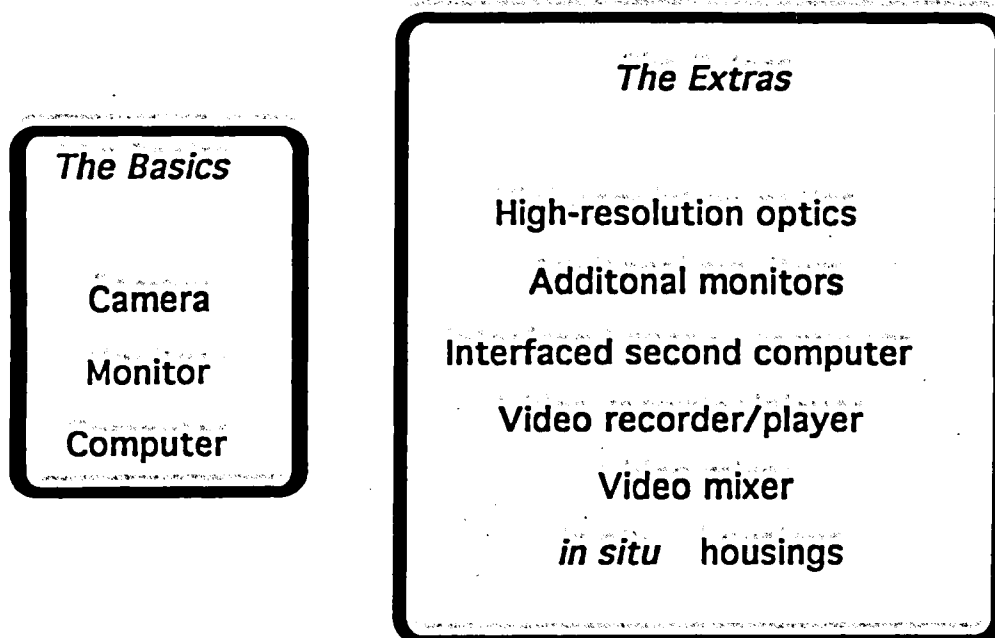 The Basics
Camera
Monitor
Computer
The Extras
High-resolution optics
Additonal monitors
Interfaced second computer
Video recorder/player
Video mixer
in situ housings